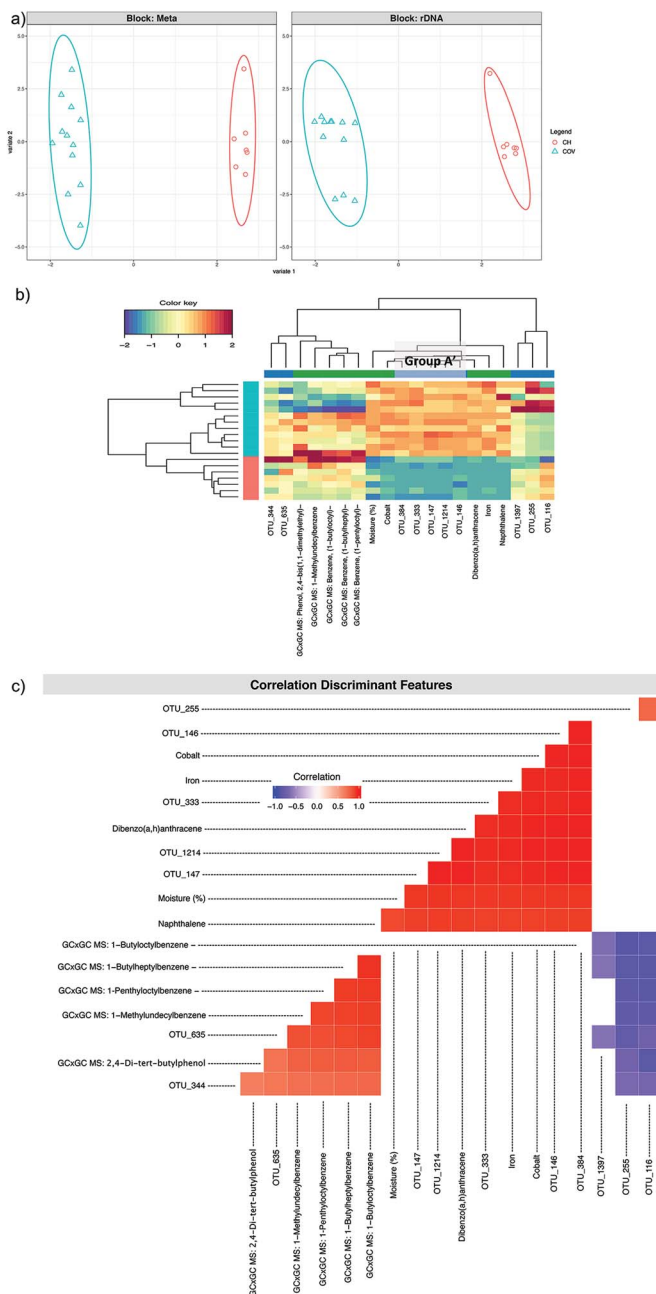 a)
Block: Meta
Block: rDNA
5.0
2.5
0.0
-2.5
-5.0
variate 2
-2
0
2
-2
0
2
variate 1
Legend
CH
COV
b)
Color key
−2 −1 0 1 2
Group A'
OTU_344
OTU_635
GCxGC MS: Phenol, 2,4-bis(1,1-dimethylethyl)-
GCxGC MS: 1-Methylundecylbenzene
GCxGC MS: Benzene, (1-butyloctyl)-
GCxGC MS: Benzene, (1-butylheptyl)-
GCxGC MS: Benzene, (1-pentyloctyl)-
Moisture (%)
Cobalt
OTU_384
OTU_333
OTU_147
OTU_1214
OTU_146
Dibenzo(a,h)anthracene
Iron
Napththalene
OTU_1397
OTU_255
OTU_116
c)
Correlation Discriminant Features
OTU_255
OTU_146
Cobalt
Iron
OTU_333
Dibenzo(a,h)anthracene
OTU_1214
OTU_147
Moisture (%)
Naphthalene
GCxGC MS: 1−Butyloctylbenzene
GCxGC MS: 1−Butylheptylbenzene
GCxGC MS: 1-Penthyloctylbenzene
GCxGC MS: 1−Methylundecylbenzene
OTU_635
GCxGC MS: 2,4−Di−tert−butylphenol
OTU_344
Correlation
−1.0 −0.5 0.0 0.5 1.0
GCxGC MS: 2,4−Di−tert−butylphenol
OTU_635
GCxGC MS: 1−Methylundecylbenzene
GCxGC MS: 1−Penthyloctylbenzene
GCxGC MS: 1−Butylheptylbenzene
GCxGC MS: 1−Butyloctylbenzene
Moisture (%)
OTU_147
OTU_1214
Dibenzo(a,h)anthracene
OTU_333
Iron
Cobalt
OTU_146
OTU_384
OTU_1397
OTU_255
OTU_116